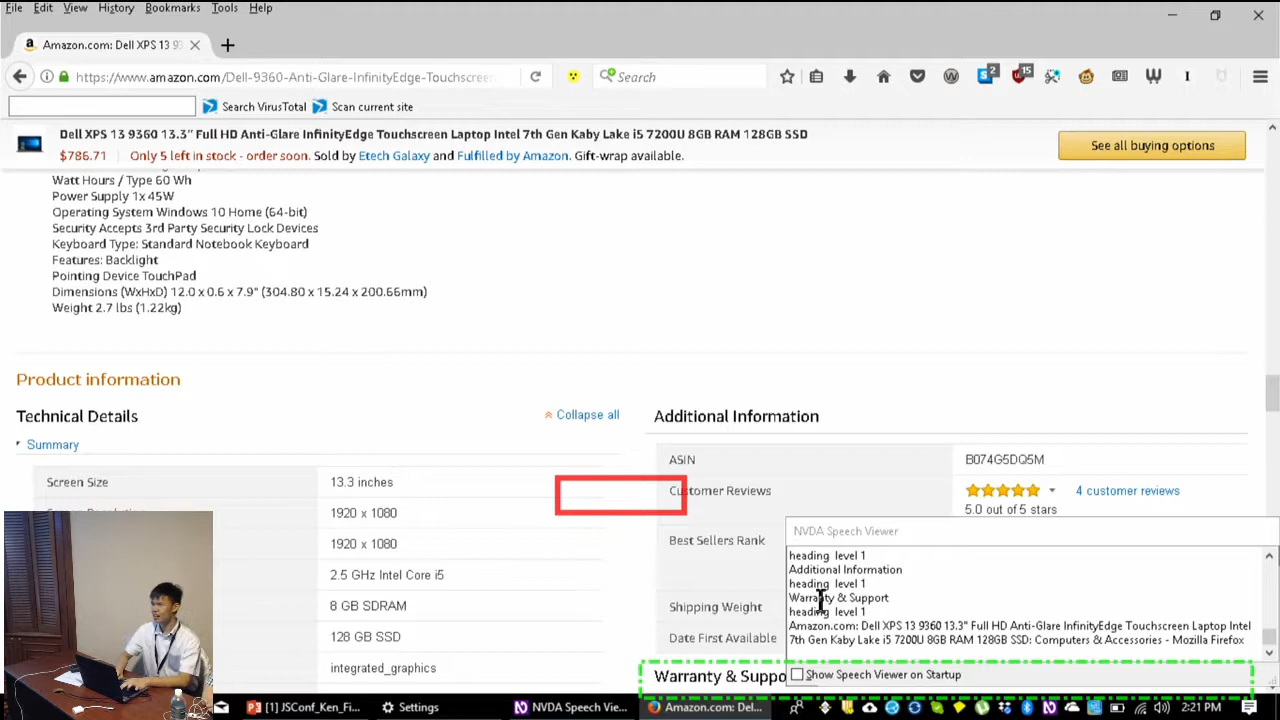 File Edit View History Bookmarks Tools Help
Amazon.com: Dell XPS 13 93
https://www.amazon.com/Dell-9360-Anti-Glare-InfinityEdge-Touchscreen
Search
2
15
Search VirusTotal Scan current site
Dell XPS 13 9360 13.3" Full HD Anti-Glare InfinityEdge Touchscreen Laptop Intel 7th Gen Kaby Lake i5 7200U 8GB RAM 128GB SSD
$786.71 Only 5 left in stock - order soon. Sold by Etech Galaxy and Fulfilled by Amazon. Gift-wrap available.
See all buying options
Watt Hours / Type 60 Wh
Power Supply 1x 45W
Operating System Windows 10 Home (64-bit)
Security Accepts 3rd Party Security Lock Devices
Keyboard Type: Standard Notebook Keyboard
Features: Backlight
Pointing Device TouchPad
Dimensions (WxHxD) 12.0 x 0.6 x 7.9" (304.80 x 15.24 x 200.66mm)
Weight 2.7 lbs (1.22kg)
Product information
Technical Details
Collapse all
Summary
Screen Size 13.3 inches
1920 x 1080
1920 x 1080
2.5 GHz Intel Core i5
8 GB SDRAM
128 GB SSD
integrated_graphics
Additional Information
ASIN B074G5DQ5M
Customer Reviews 4 customer reviews
5.0 out of 5 stars
Best Sellers Rank
Shipping Weight
Date First Available
Warranty & Suppo
NVDA Speech Viewer
heading level 1
Additional Information
heading level 1
Warranty & Support
heading level 1
Amazon.com: Dell XPS 13 9360 13.3" Full HD Anti-Glare InfinityEdge Touchscreen Laptop Intel
7th Gen Kaby Lake i5 7200U 8GB RAM 128GB SSD: Computers & Accessories - Mozilla Firefox
Show Speech Viewer on Startup
[1] JSConf_Ken_Fi... Settings NVDA Speech Vie... Amazon.com: Del... 2:21 PM